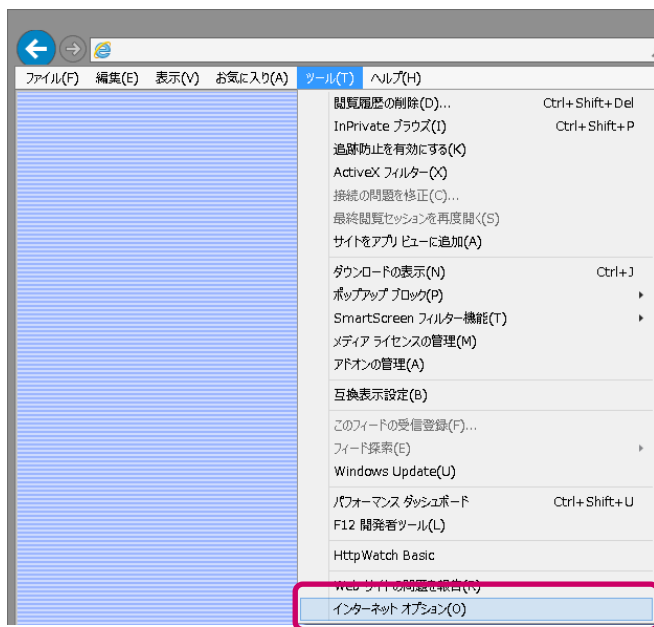 ファイル(F) 編集(E) 表示(V) お気に入り(A) ツール(T) ヘルプ(H)
閲覧履歴の削除(D)... Ctrl+Shift+Del
InPrivate ブラウズ(I) Ctrl+Shift+P
追跡防止を有効にする(K)
ActiveX フィルター(X)
接続の問題を修正(C)...
最終閲覧セッションを再度開く(S)
サイトをアプリ ビューに追加(A)
ダウンロードの表示(N) Ctrl+J
ポップアップ ブロック(P)
SmartScreen フィルター機能(T)
メディア ライセンスの管理(M)
アドオンの管理(A)
互換表示設定(B)
このフィードの受信登録(F)...
フィード探索(E)
Windows Update(U)
パフォーマンス ダッシュボード Ctrl+Shift+U
F12 開発者ツール(L)
HttpWatch Basic
Web サイトの問題を報告(R)
インターネット オプション(O)